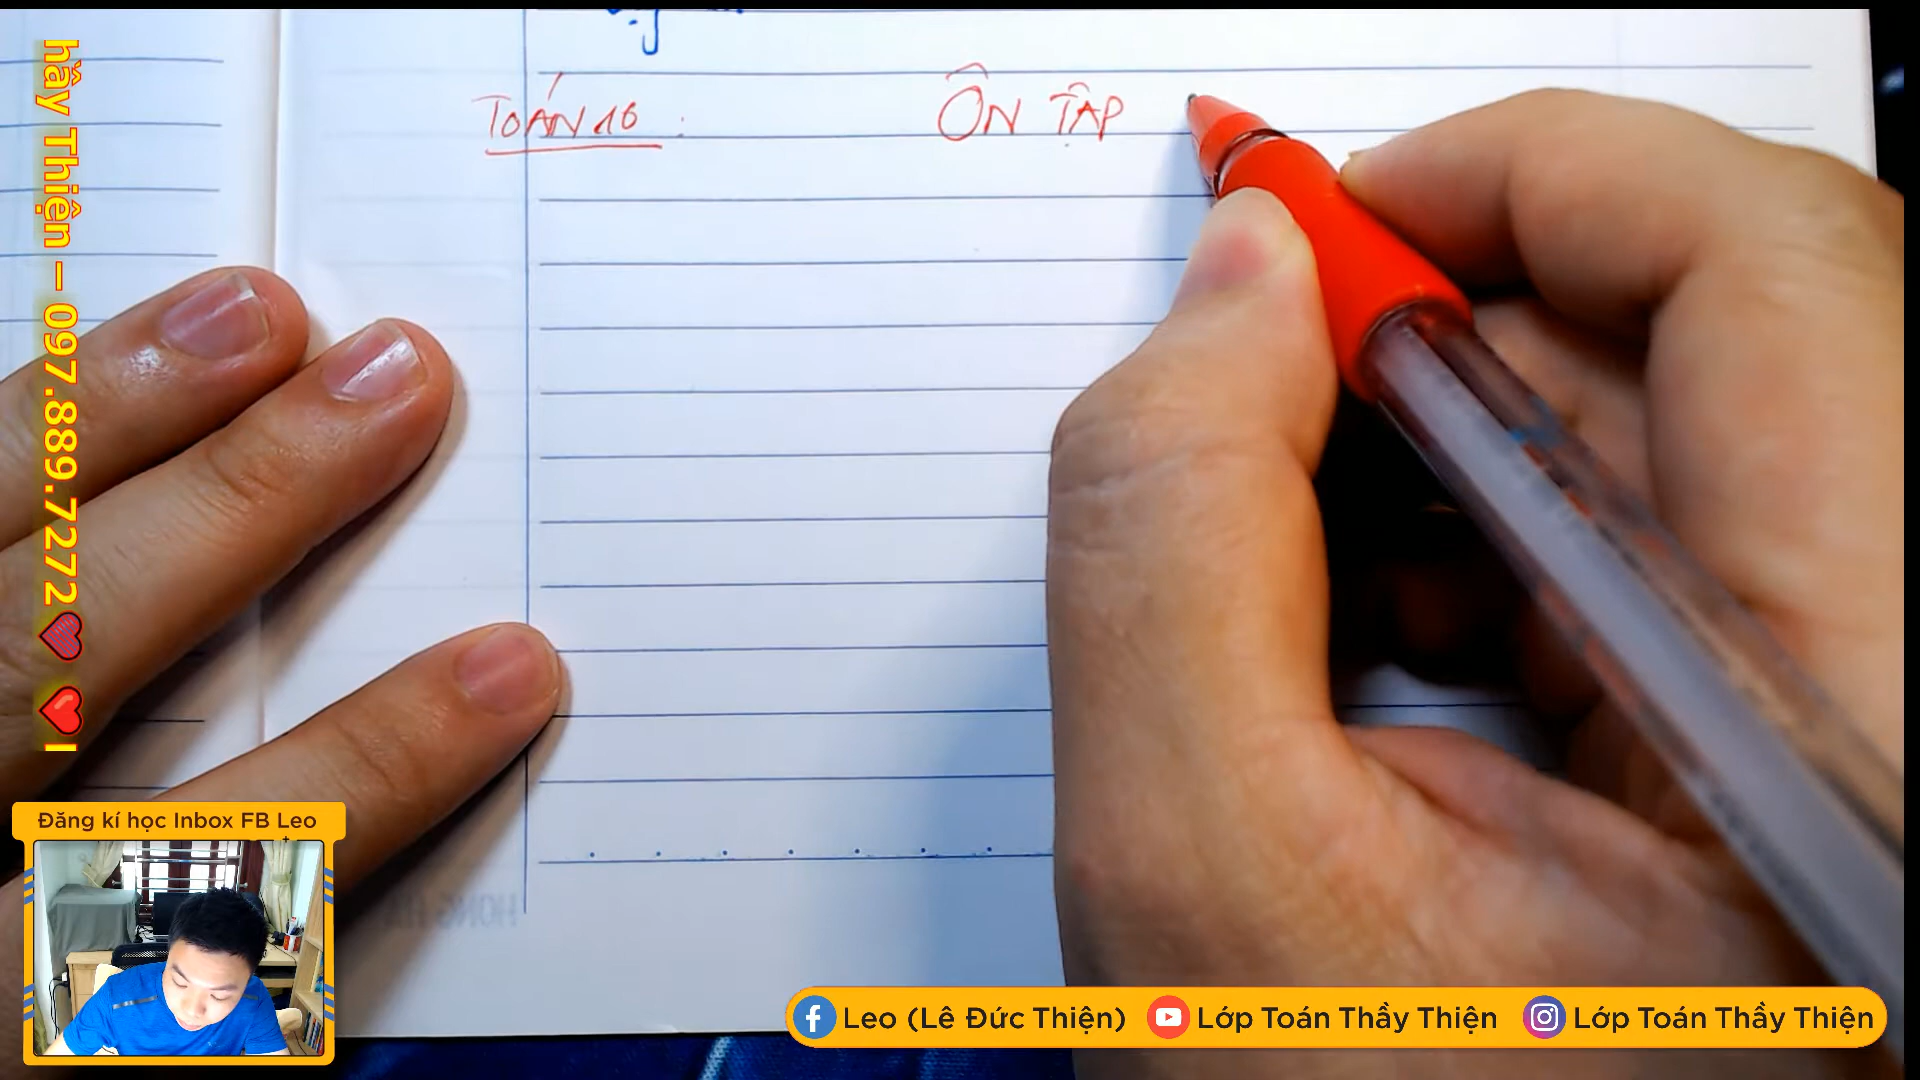 TOÁN 10 : ÔN TẬP
hầy Thiện – 097.889.7272
Đăng kí học Inbox FB Leo
Leo (Lê Đức Thiện) Lớp Toán Thầy Thiện Lớp Toán Thầy Thiện